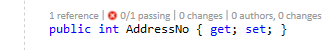 1 reference | 0/1 passing | 0 changes | 0 authors, 0 changes
public int AddressNo { get; set; }